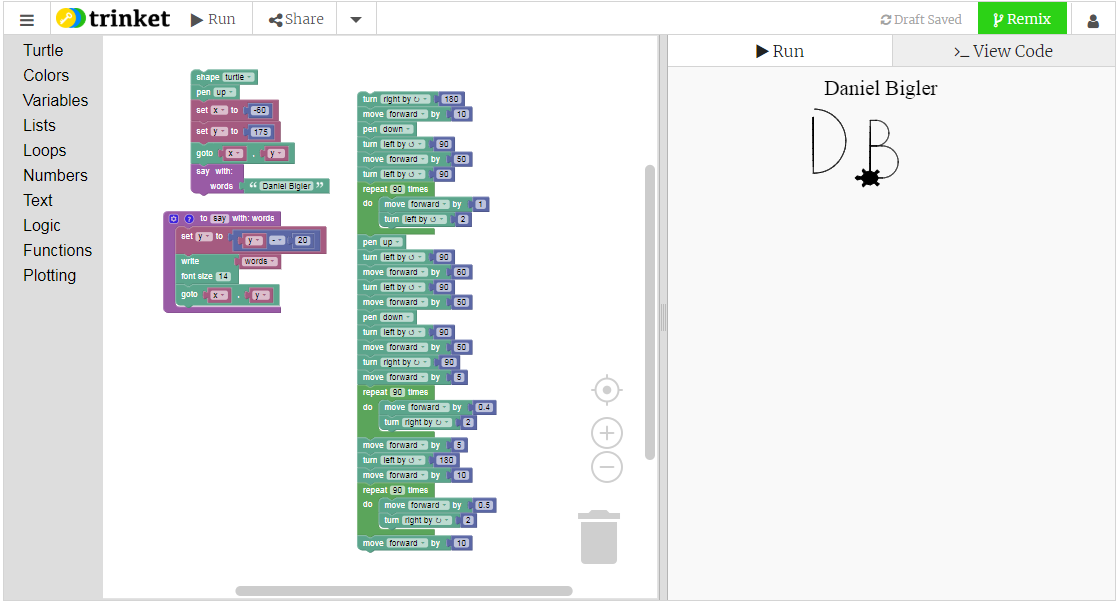 trinket Run Share Draft Saved Remix
Turtle
Colors
Variables
Lists
Loops
Numbers
Text
Logic
Functions
Plotting
shape turtle
pen up
set x to -60
set y to 175
goto x , y
say with:
words “ Daniel Bigler ”
? to say with: words
set y to y - 20
write words
font size 14
goto x , y
turn right by ↻ 180
move forward by 10
pen down
turn left by ↺ 90
move forward by 50
turn left by ↺ 90
repeat 90 times
do move forward by 1
turn left by ↺ 2
pen up
turn left by ↺ 90
move forward by 60
turn left by ↺ 90
move forward by 50
pen down
turn left by ↺ 90
move forward by 50
turn right by ↻ 90
move forward by 5
repeat 90 times
do move forward by 0.4
turn right by ↻ 2
move forward by 5
turn left by ↺ 180
move forward by 10
repeat 90 times
do move forward by 0.5
turn right by ↻ 2
move forward by 10
Run >_ View Code
Daniel Bigler
D B